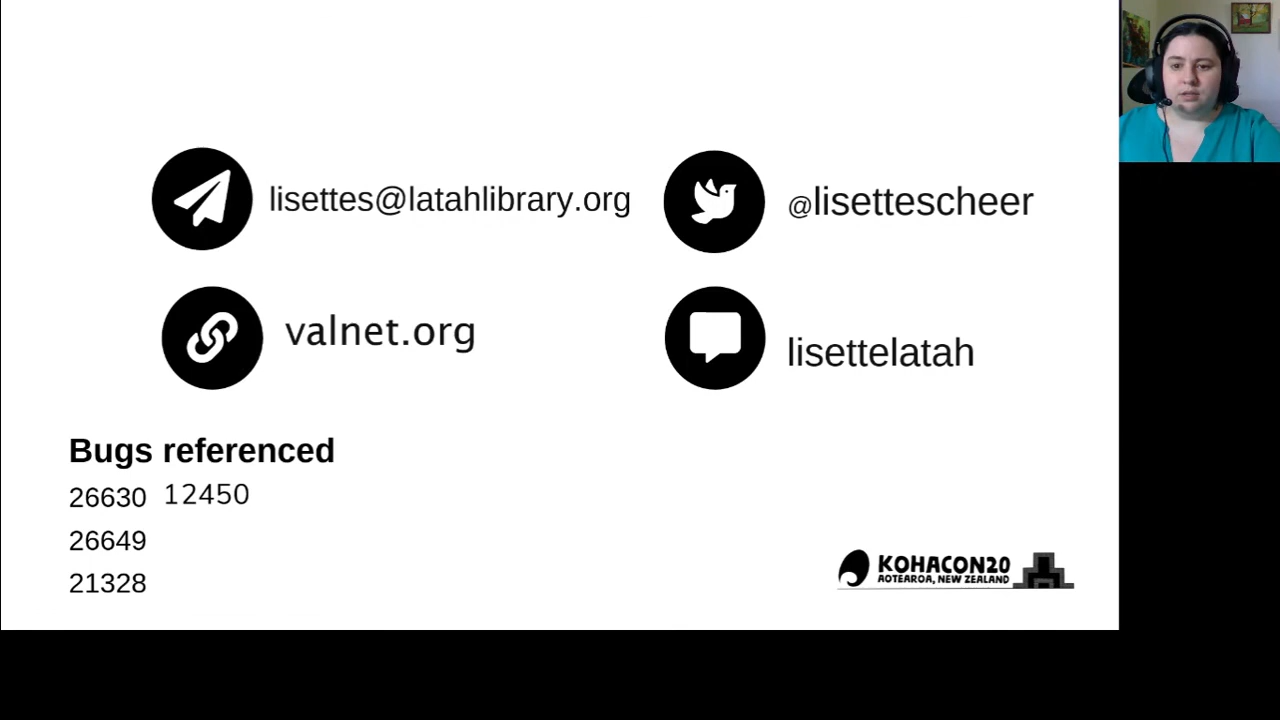 lisettes@latahlibrary.org
@lisettescheer
valnet.org
lisettelatah
Bugs referenced
26630 12450
26649
21328
KOHACON20
AOTEAROA, NEW ZEALAND